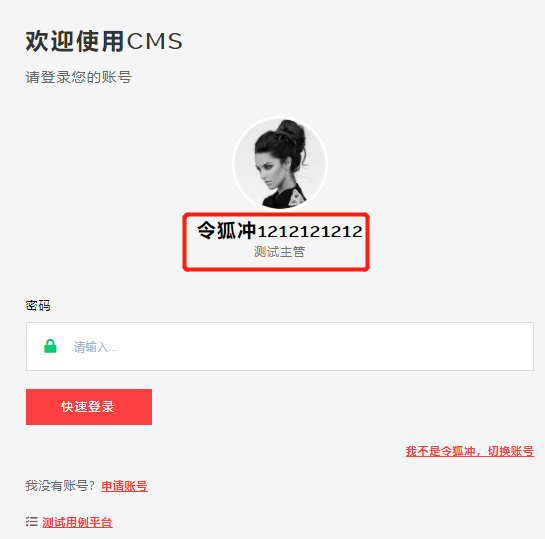 欢迎使用CMS
请登录您的账号
令狐冲1212121212
测试主管
密码
请输入...
快速登录
我不是令狐冲，切换账号
我没有账号？申请账号
测试用例平台